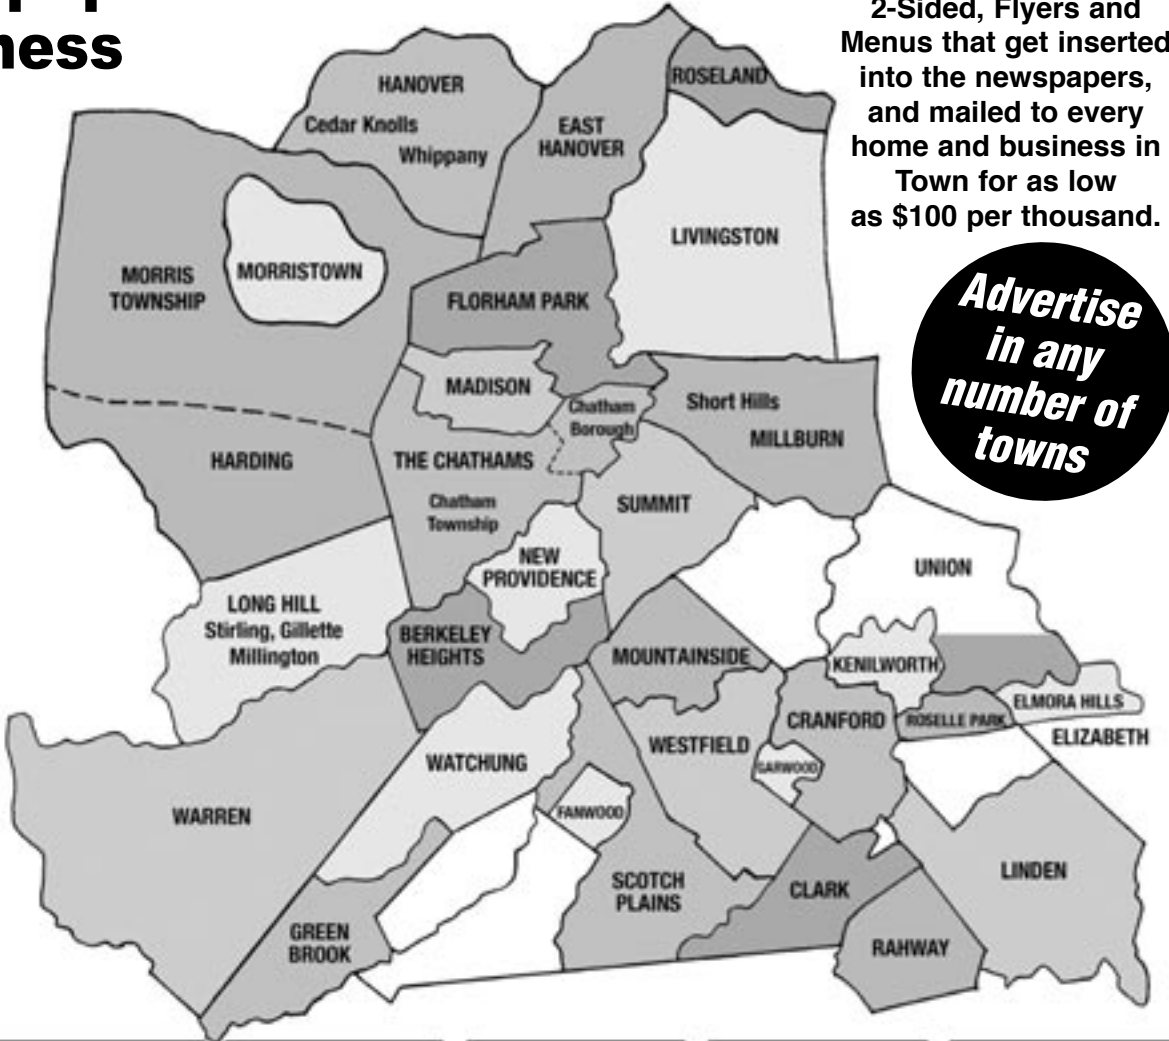 ness
2-Sided, Flyers and
Menus that get inserted
into the newspapers,
and mailed to every
home and business in
Town for as low
as $100 per thousand.
Advertise
in any
number of
towns
HANOVER
Cedar Knolls
Whippany
EAST
HANOVER
ROSELAND
LIVINGSTON
MORRIS
TOWNSHIP
MORRISTOWN
FLORHAM PARK
MADISON
Chatham
Borough
Short Hills
MILLBURN
HARDING
THE CHATHAMS
Chatham
Township
SUMMIT
NEW
PROVIDENCE
UNION
LONG HILL
Stirling, Gillette
Millington
BERKELEY
HEIGHTS
MOUNTAINSIDE
KENILWORTH
ELMORA HILLS
ROSELLE PARK
CRANFORD
ELIZABETH
WESTFIELD
GARWOOD
WATCHUNG
WARREN
FANWOOD
SCOTCH
PLAINS
CLARK
LINDEN
GREEN
BROOK
RAHWAY